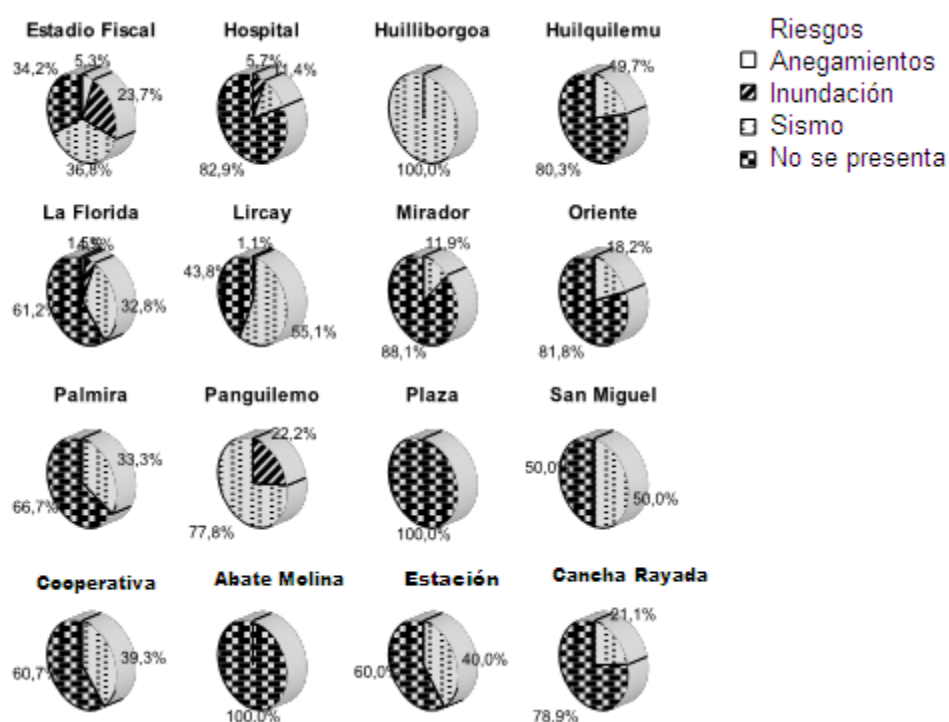 Estadio Fiscal
34,2%
5,3%
23,7%
36,8%
Hospital
5,7%
11,4%
82,9%
Huilliborgoa
100,0%
Huilquilemu
19,7%
80,3%
Riesgos
Anegamientos
Inundación
Sismo
No se presenta
La Florida
61,2%
32,8%
Lircay
1,1%
43,8%
55,1%
Mirador
11,9%
88,1%
Oriente
18,2%
81,8%
Palmira
33,3%
66,7%
Panguilemo
22,2%
77,8%
Plaza
100,0%
San Miguel
50,0%
50,0%
Cooperativa
60,7%
39,3%
Abate Molina
100,0%
Estación
60,0%
40,0%
Cancha Rayada
21,1%
78,9%